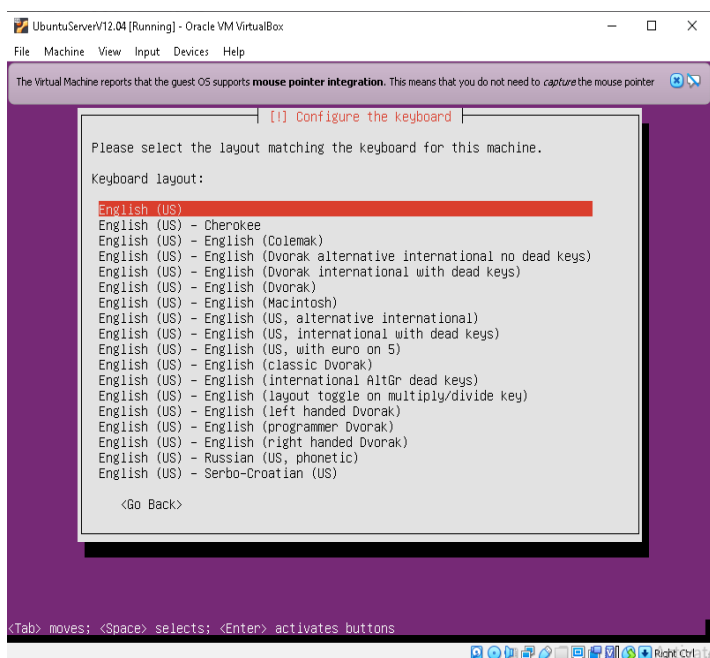 UbuntuServerV12.04 [Running] - Oracle VM VirtualBox
File Machine View Input Devices Help
The Virtual Machine reports that the guest OS supports mouse pointer integration. This means that you do not need to capture the mouse pointer
[!] Configure the keyboard
Please select the layout matching the keyboard for this machine.
Keyboard layout:
English (US)
English (US) - Cherokee
English (US) - English (Colemak)
English (US) - English (Dvorak alternative international no dead keys)
English (US) - English (Dvorak international with dead keys)
English (US) - English (Dvorak)
English (US) - English (Macintosh)
English (US) - English (US, alternative international)
English (US) - English (US, international with dead keys)
English (US) - English (US, with euro on 5)
English (US) - English (classic Dvorak)
English (US) - English (international AltGr dead keys)
English (US) - English (layout toggle on multiply/divide key)
English (US) - English (left handed Dvorak)
English (US) - English (programmer Dvorak)
English (US) - English (right handed Dvorak)
English (US) - Russian (US, phonetic)
English (US) - Serbo-Croatian (US)
<Go Back>
<Tab> moves; <Space> selects; <Enter> activates buttons
Right Ctrl